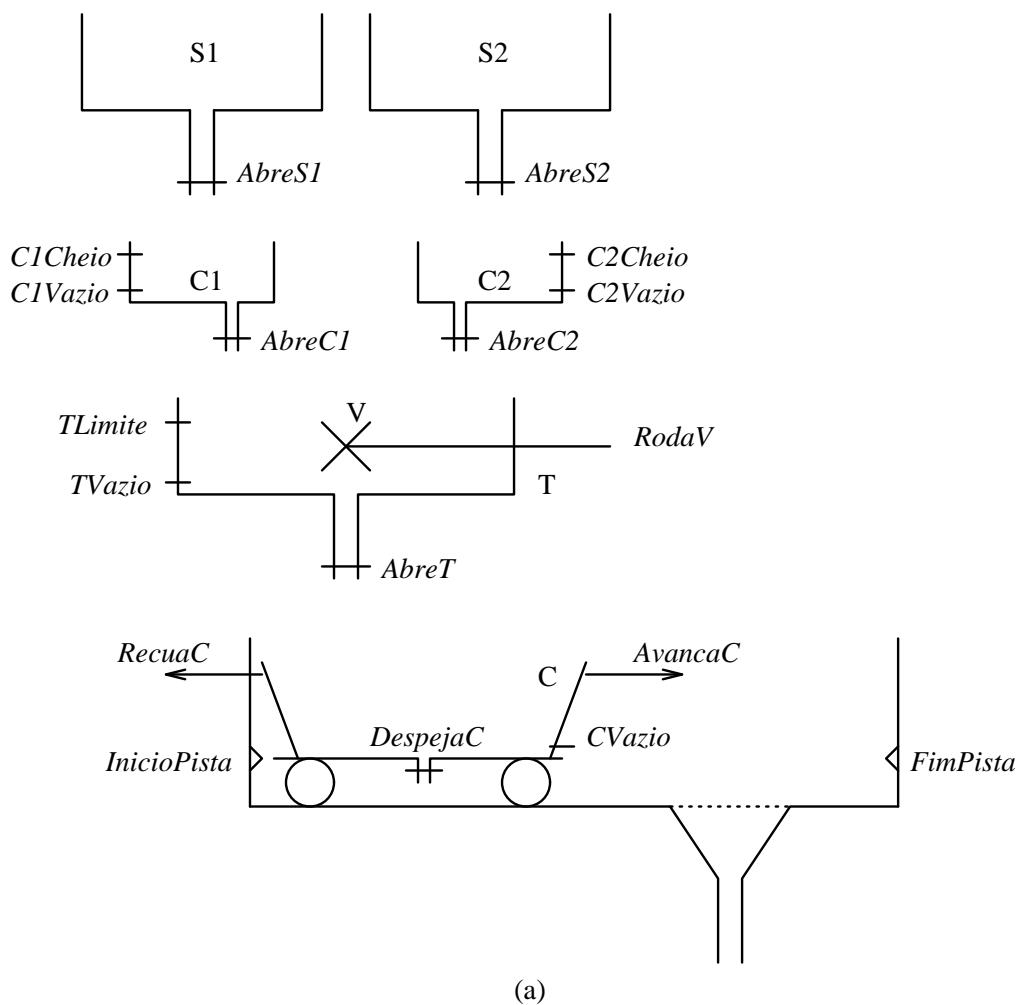 S1 S2
AbreS1 AbreS2
C1Cheio C2Cheio
C1Vazio C1 C2 C2Vazio
AbreC1 AbreC2
TLimite V RodaV
TVazio T
AbreT
RecuaC C AvancaC
DespejaC CVazio
InicioPista FimPista
(a)